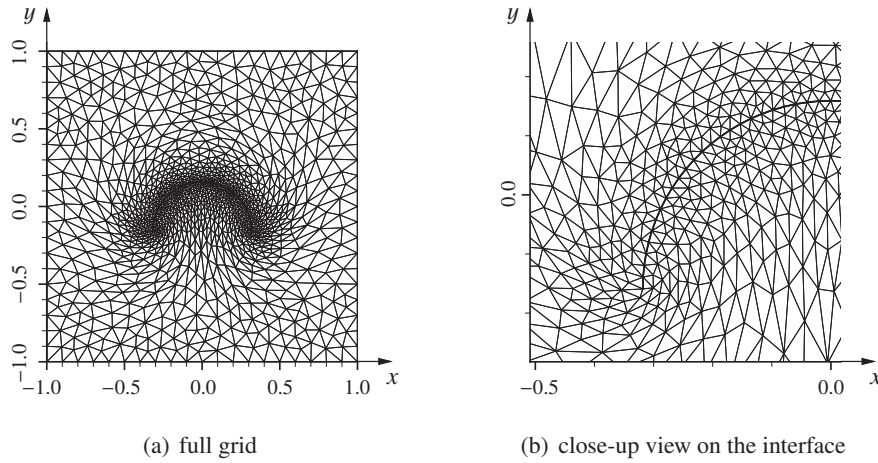 y
1.0
0.5
0.0
−0.5
−1.0
−1.0 −0.5 0.0 0.5 1.0
x
(a) full grid
y
0.0
−0.5 0.0
x
(b) close-up view on the interface